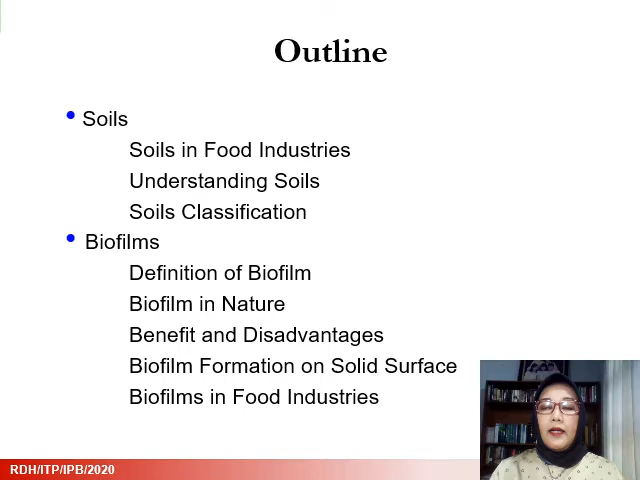 Outline
• Soils
Soils in Food Industries
Understanding Soils
Soils Classification
• Biofilms
Definition of Biofilm
Biofilm in Nature
Benefit and Disadvantages
Biofilm Formation on Solid Surface
Biofilms in Food Industries
RDH/ITP/IPB/2020